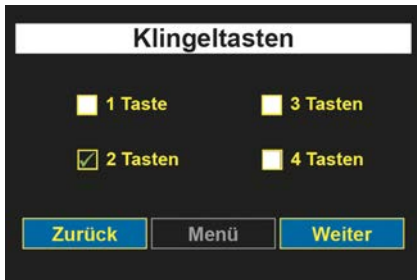 Klingeltasten
1 Taste
3 Tasten
2 Tasten
4 Tasten
Zurück
Menü
Weiter